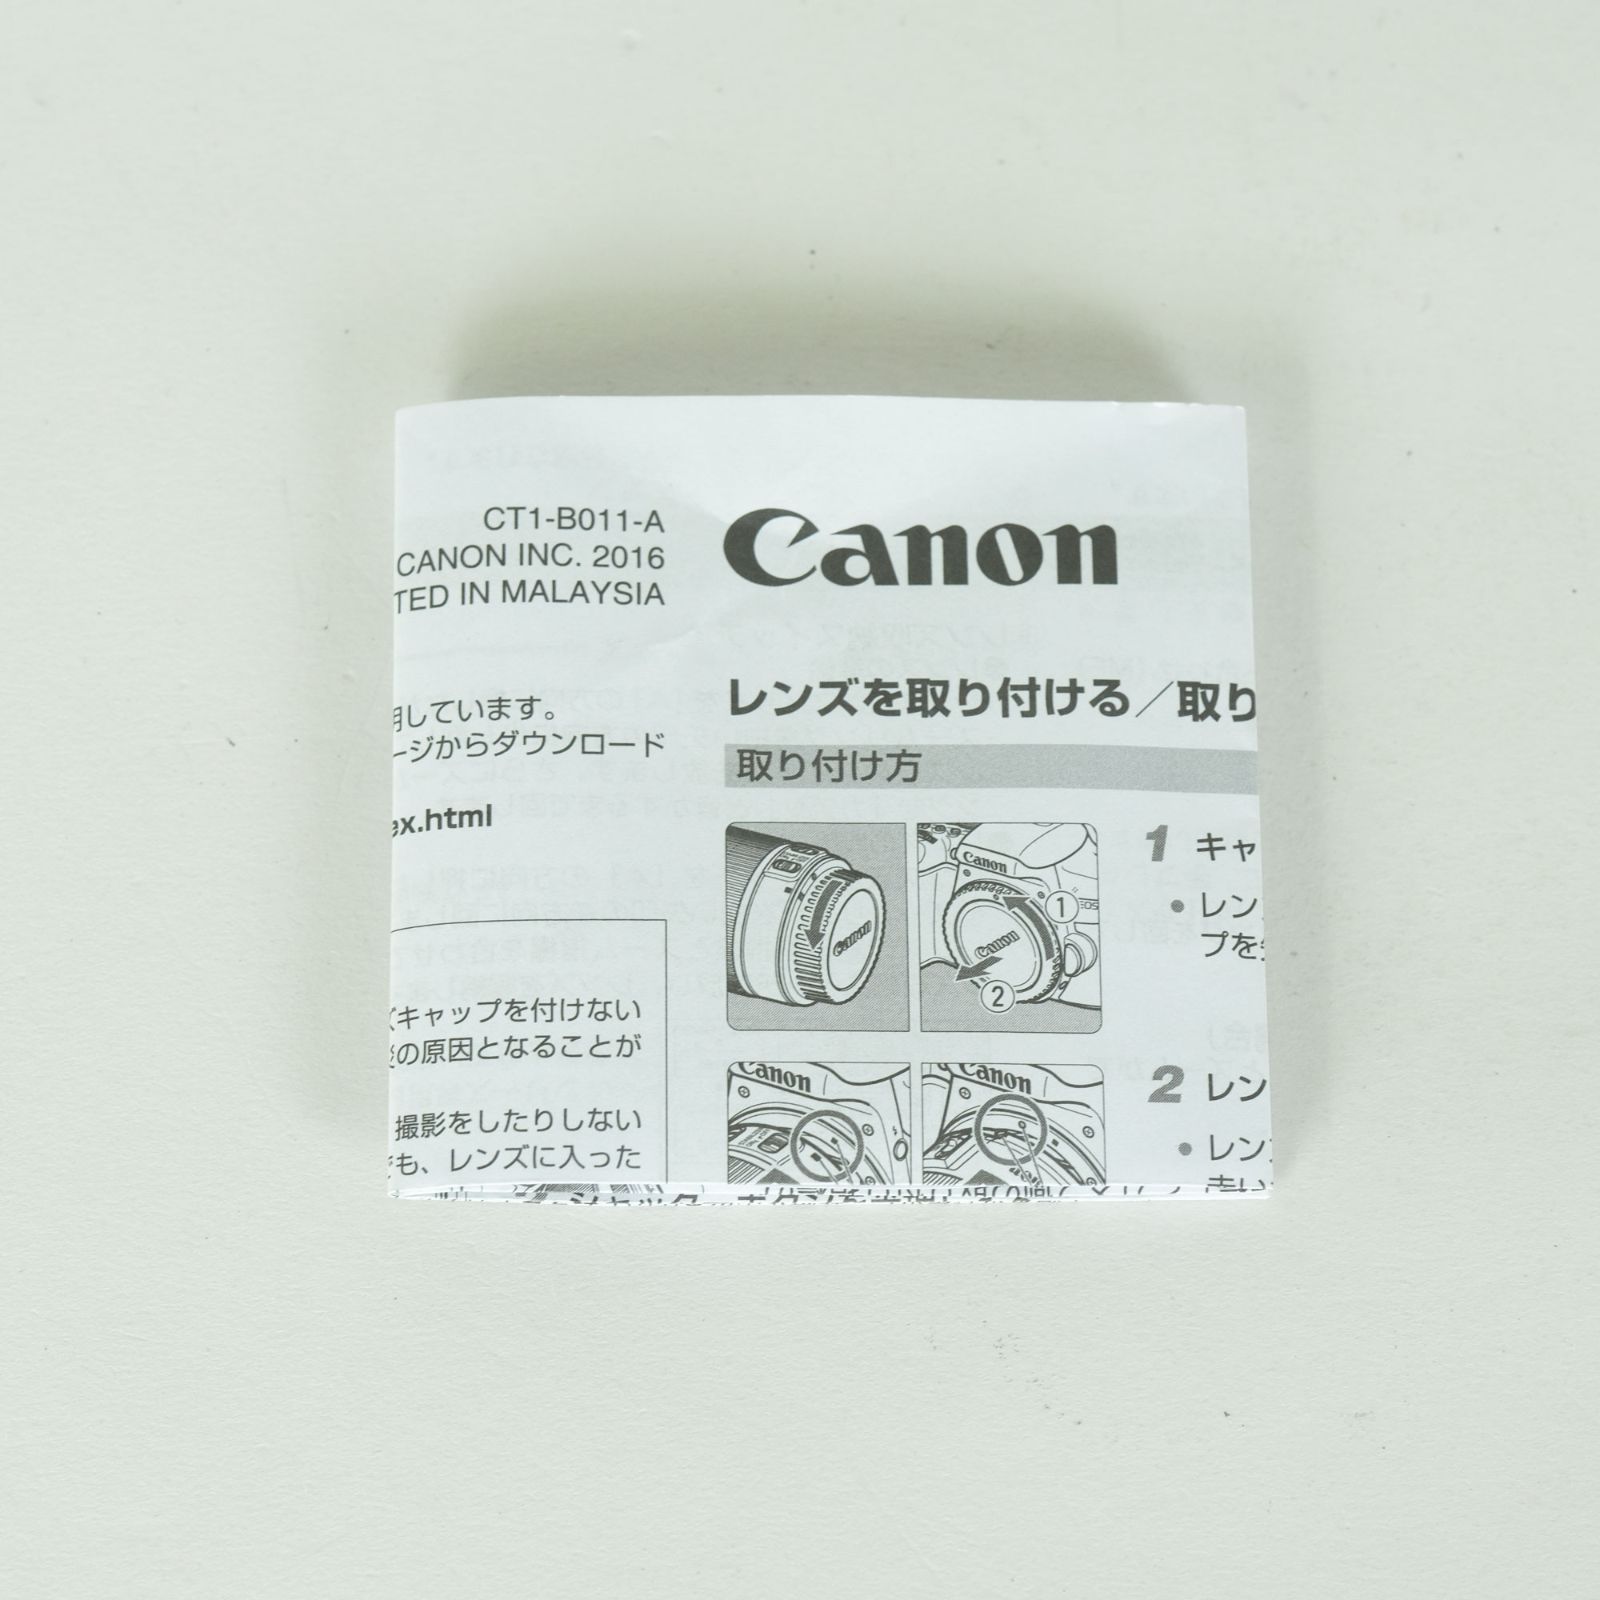 CT1-B011-A
CANON INC. 2016
TED IN MALAYSIA
しています。
ージからダウンロード
ex.html
キャップを付けない
の原因となることが
撮影をしたりしない
も、レンズに入った
Canon
レンズを取り付ける／取り
取り付け方
Canon
Canon
Canon
1
2
1 キャ
• レン
プを
Canon
Canon
2 レン
• レン
赤い